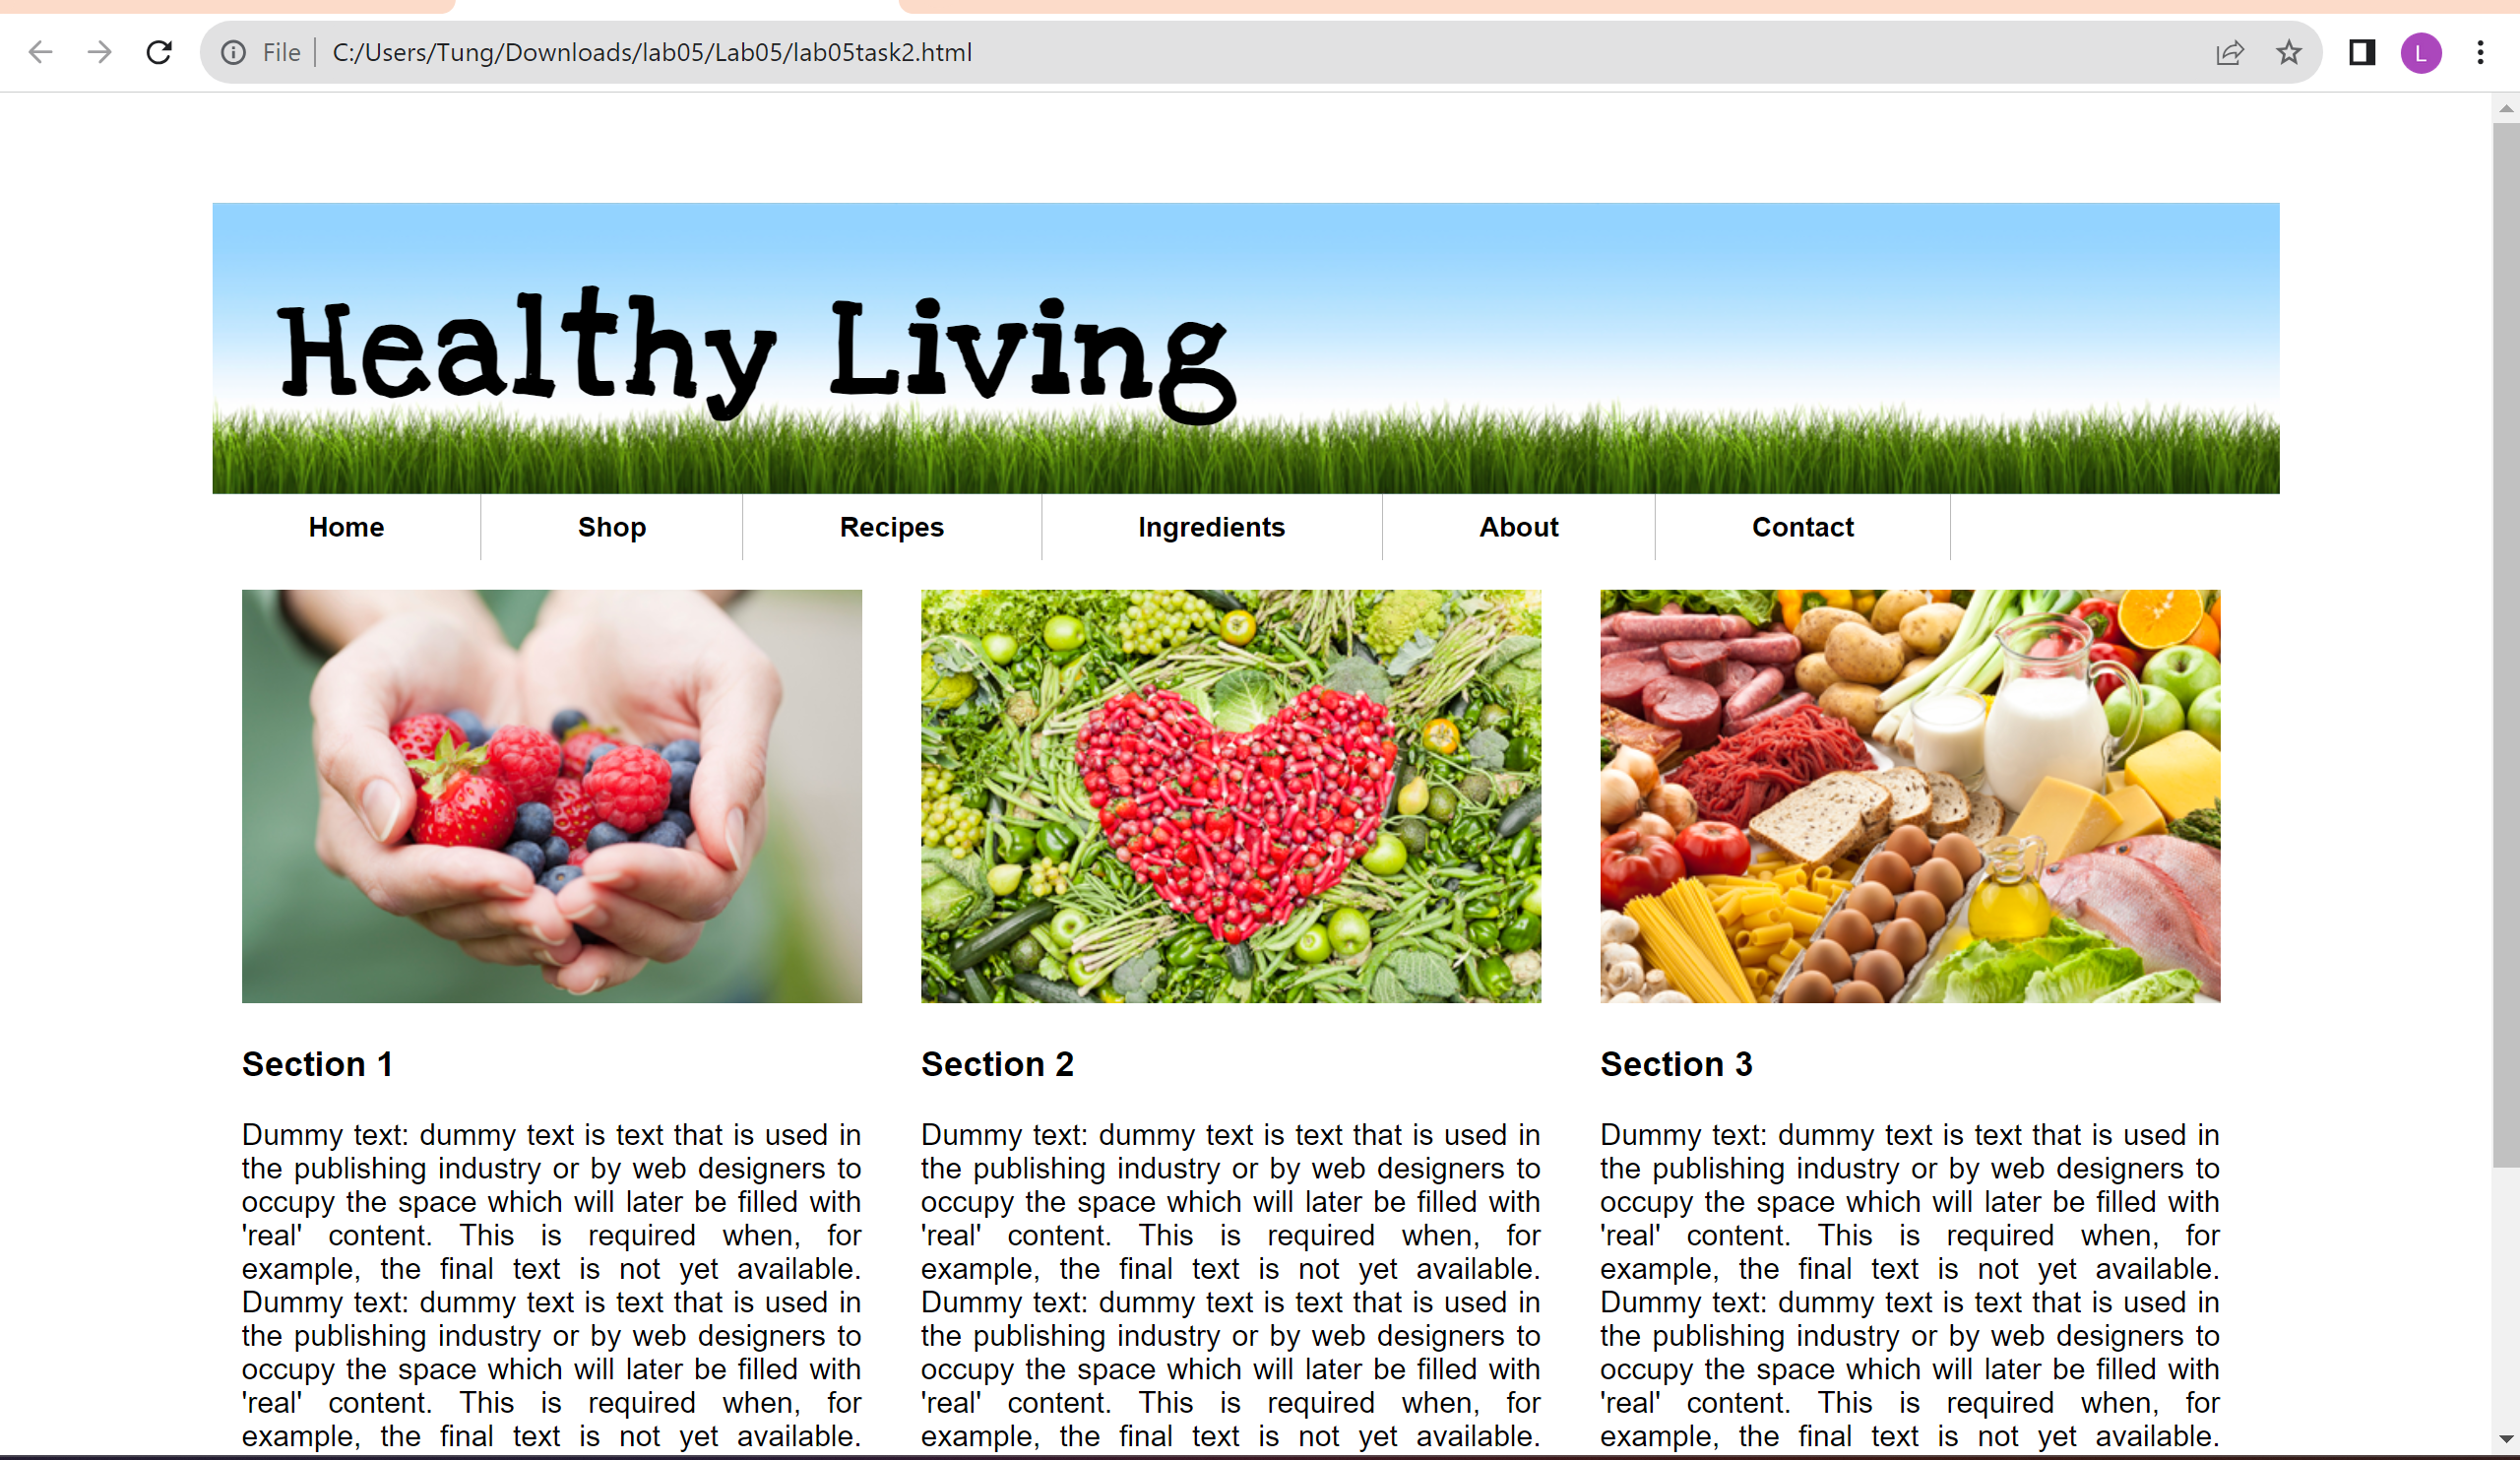 File C:/Users/Tung/Downloads/lab05/Lab05/lab05task2.html
L
Healthy Living
Home Shop Recipes Ingredients About Contact
Section 1
Dummy text: dummy text is text that is used in
the publishing industry or by web designers to
occupy the space which will later be filled with
'real' content. This is required when, for
example, the final text is not yet available.
Dummy text: dummy text is text that is used in
the publishing industry or by web designers to
occupy the space which will later be filled with
'real' content. This is required when, for
example, the final text is not yet available.
Section 2
Dummy text: dummy text is text that is used in
the publishing industry or by web designers to
occupy the space which will later be filled with
'real' content. This is required when, for
example, the final text is not yet available.
Dummy text: dummy text is text that is used in
the publishing industry or by web designers to
occupy the space which will later be filled with
'real' content. This is required when, for
example, the final text is not yet available.
Section 3
Dummy text: dummy text is text that is used in
the publishing industry or by web designers to
occupy the space which will later be filled with
'real' content. This is required when, for
example, the final text is not yet available.
Dummy text: dummy text is text that is used in
the publishing industry or by web designers to
occupy the space which will later be filled with
'real' content. This is required when, for
example, the final text is not yet available.